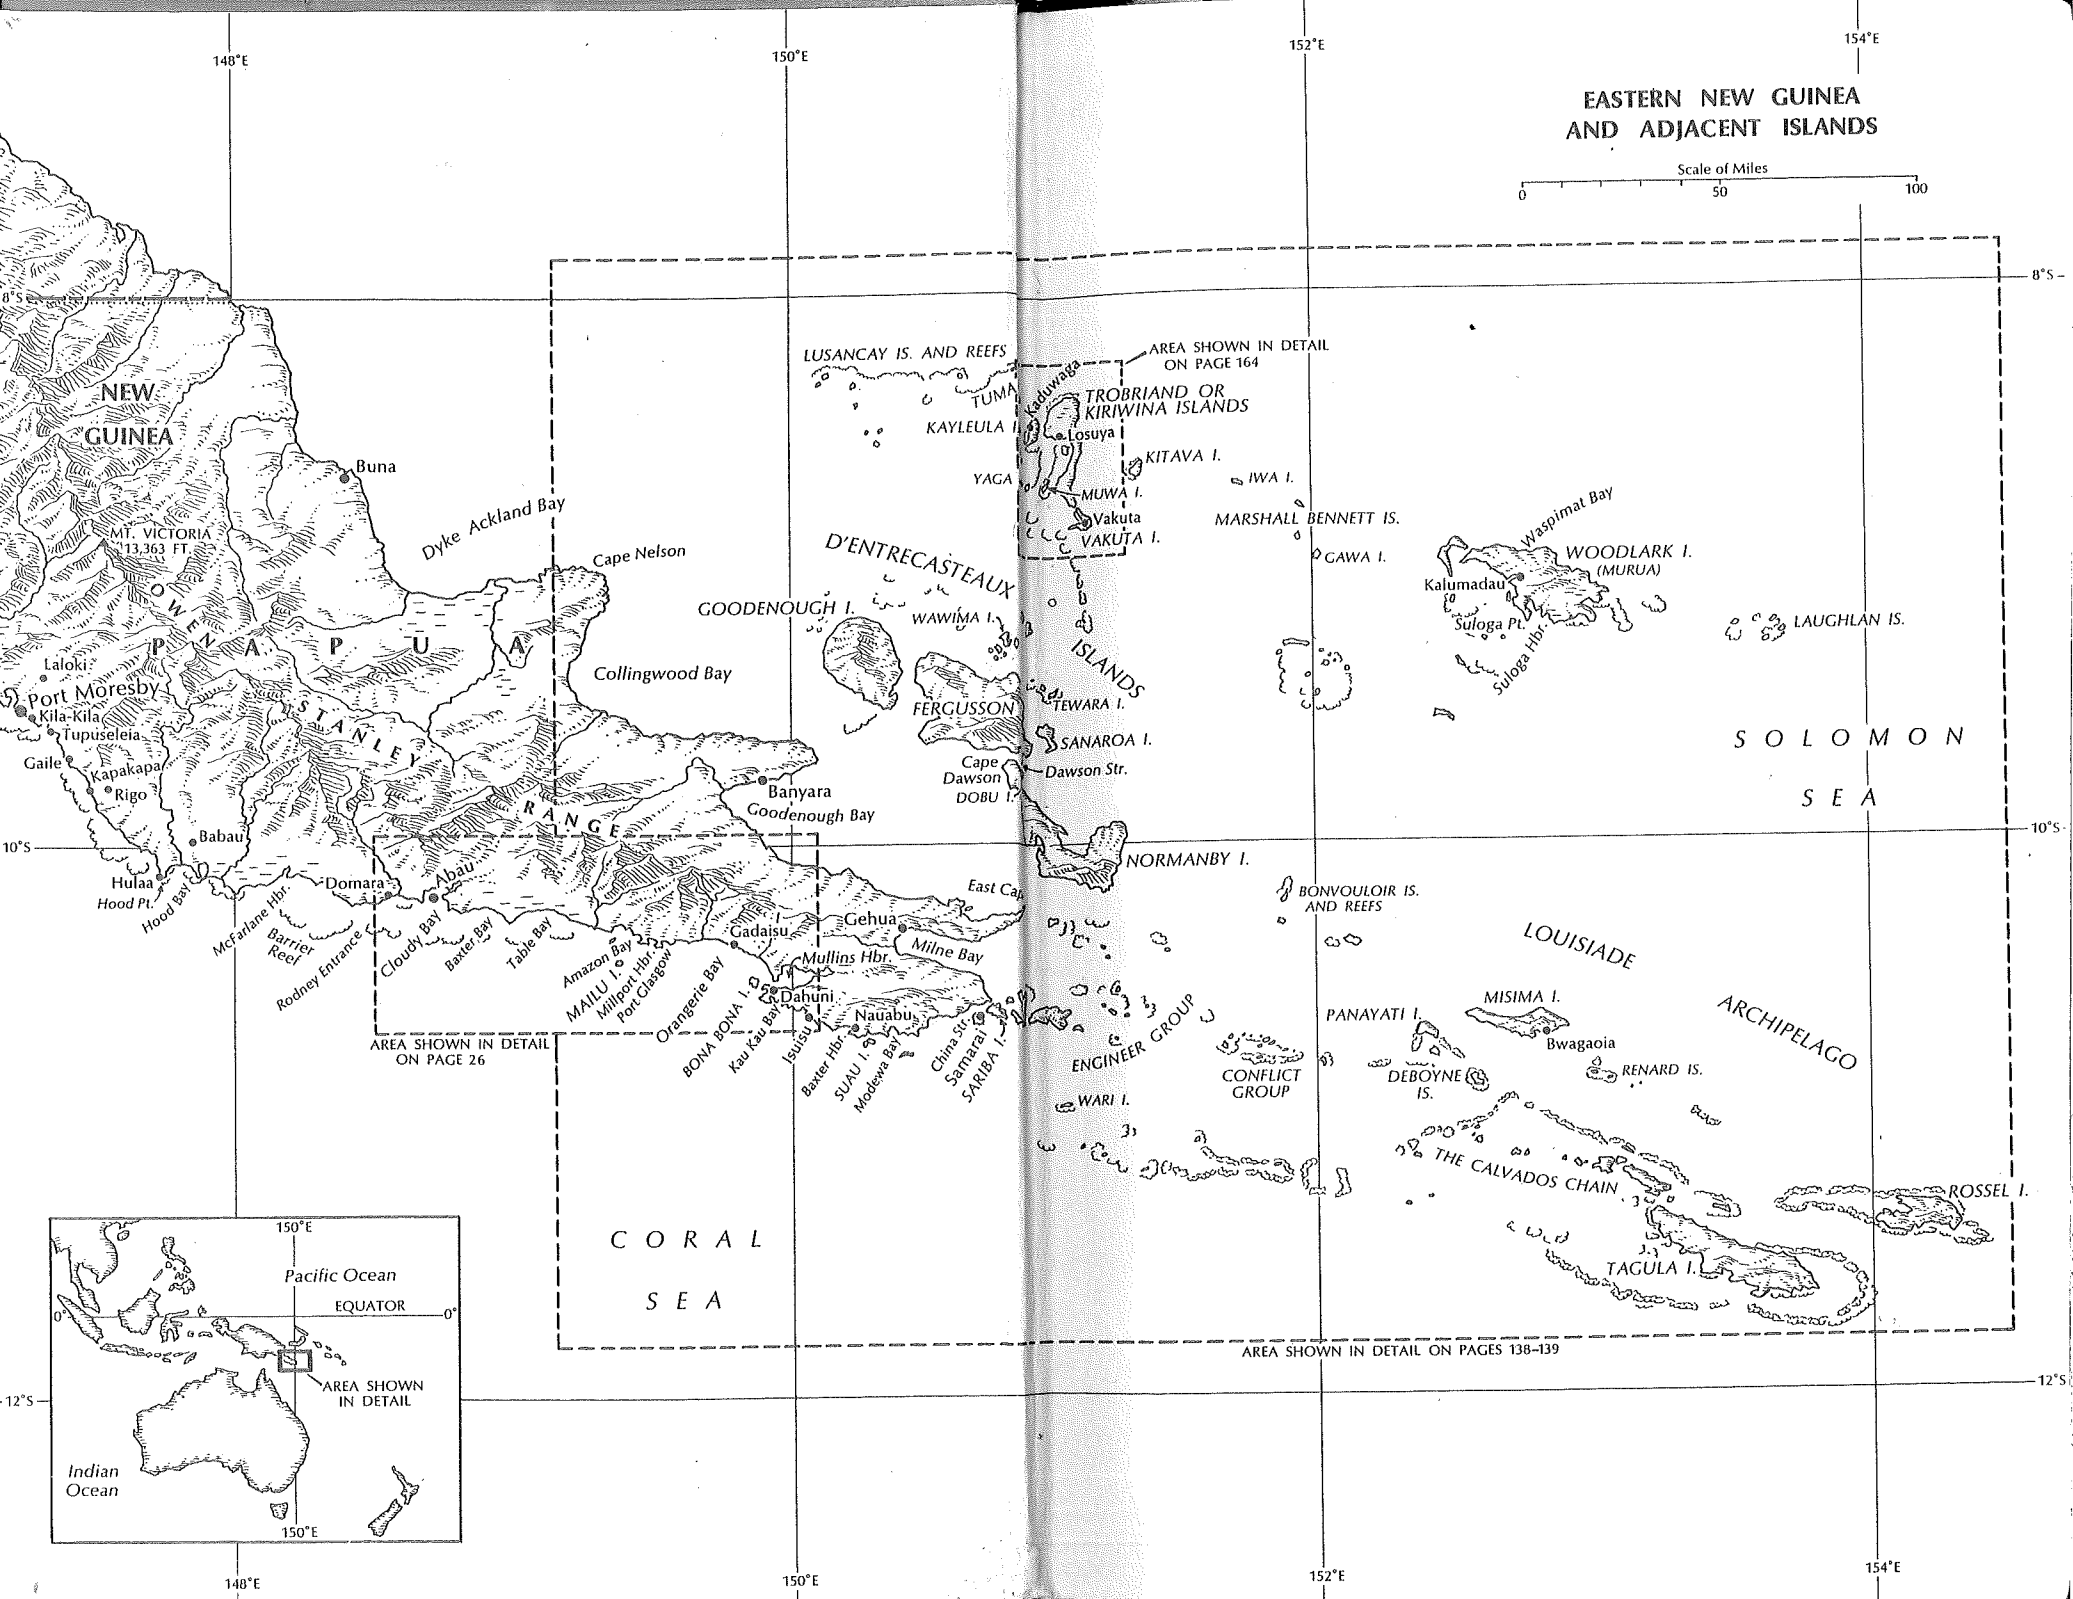 148°E
150°E
152°E
154°E
EASTERN NEW GUINEA
AND ADJACENT ISLANDS
Scale of Miles
0
50
100
8°S
8°S
LUSANCAY IS. AND REEFS
AREA SHOWN IN DETAIL
ON PAGE 164
TUMA
Kaduwaga
TROBRIAND OR
KIRIWINA ISLANDS
KAYLEULA I.
Losuya
NEW
GUINEA
Buna
KITAVA I.
YAGA
MUWA I.
IWA I.
Vakuta
VAKUTA I.
MARSHALL BENNETT IS.
GAWA I.
Waspimat Bay
WOODLARK I.
(MURUA)
Kalumadau
Suloga Pt.
Suloga Hbr.
LAUGHLAN IS.
Dyke Ackland Bay
Cape Nelson
MT. VICTORIA
13,363 FT.
D'ENTRECASTEAUX
ISLANDS
GOODENOUGH I.
WAWIMA I.
OWEN
STANLEY
RANGE
P A P U A
Laloki
Port Moresby
Kila-Kila
Tupuseleia
Gaile
Kapakapa
Rigo
Babau
Collingwood Bay
FERGUSSON
TEWARA I.
SANAROA I.
Cape
Dawson
DOBU I.
Dawson Str.
SOLOMON
SEA
Banyara
Goodenough Bay
10°S
10°S
NORMANBY I.
Hulaa
Hood Pt.
Hood Bay
McFarlane Hbr.
Barrier
Reef
Domara
Rodney Entrance
Abau
Cloudy Bay
Baxter Bay
Table Bay
Amazon Bay
MAILU I.
Millport Hbr.
Port Glasgow
Gadaisu
Orangerie Bay
Gehua
East Cap
Milne Bay
Mullins Hbr.
BONA BONA I.
Dahuni
Kau Kau Bay
Isuisu
Nauabu
Baxter Hbr.
SUAU I.
Modewa Bay
China Str.
Samarai
SARIBA I.
BONVOULOIR IS.
AND REEFS
LOUISIADE
ARCHIPELAGO
ENGINEER GROUP
PANAYATI I.
MISIMA I.
Bwagaoia
CONFLICT
GROUP
DEBOYNE
IS.
RENARD IS.
WARI I.
AREA SHOWN IN DETAIL
ON PAGE 26
THE CALVADOS CHAIN
ROSSEL I.
TAGULA I.
CORAL
SEA
AREA SHOWN IN DETAIL ON PAGES 138-139
12°S
12°S
150°E
Pacific Ocean
EQUATOR
0°
0°
AREA SHOWN
IN DETAIL
Indian
Ocean
150°E
148°E
150°E
152°E
154°E